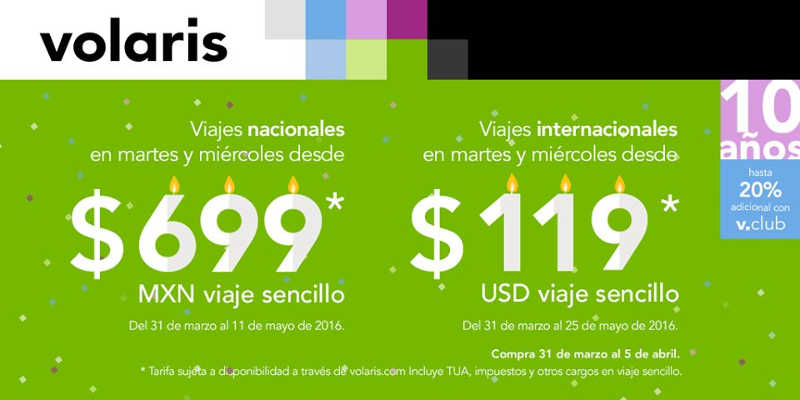 volaris
Viajes nacionales
en martes y miércoles desde
$699*
MXN viaje sencillo
Del 31 de marzo al 11 de mayo de 2016.
Viajes internacionales
en martes y miércoles desde
$119*
USD viaje sencillo
Del 31 de marzo al 25 de mayo de 2016.
10
años
hasta
20%
adicional con
v.club
Compra 31 de marzo al 5 de abril.
* Tarifa sujeta a disponibilidad a través de volaris.com Incluye TUA, impuestos y otros cargos en viaje sencillo.